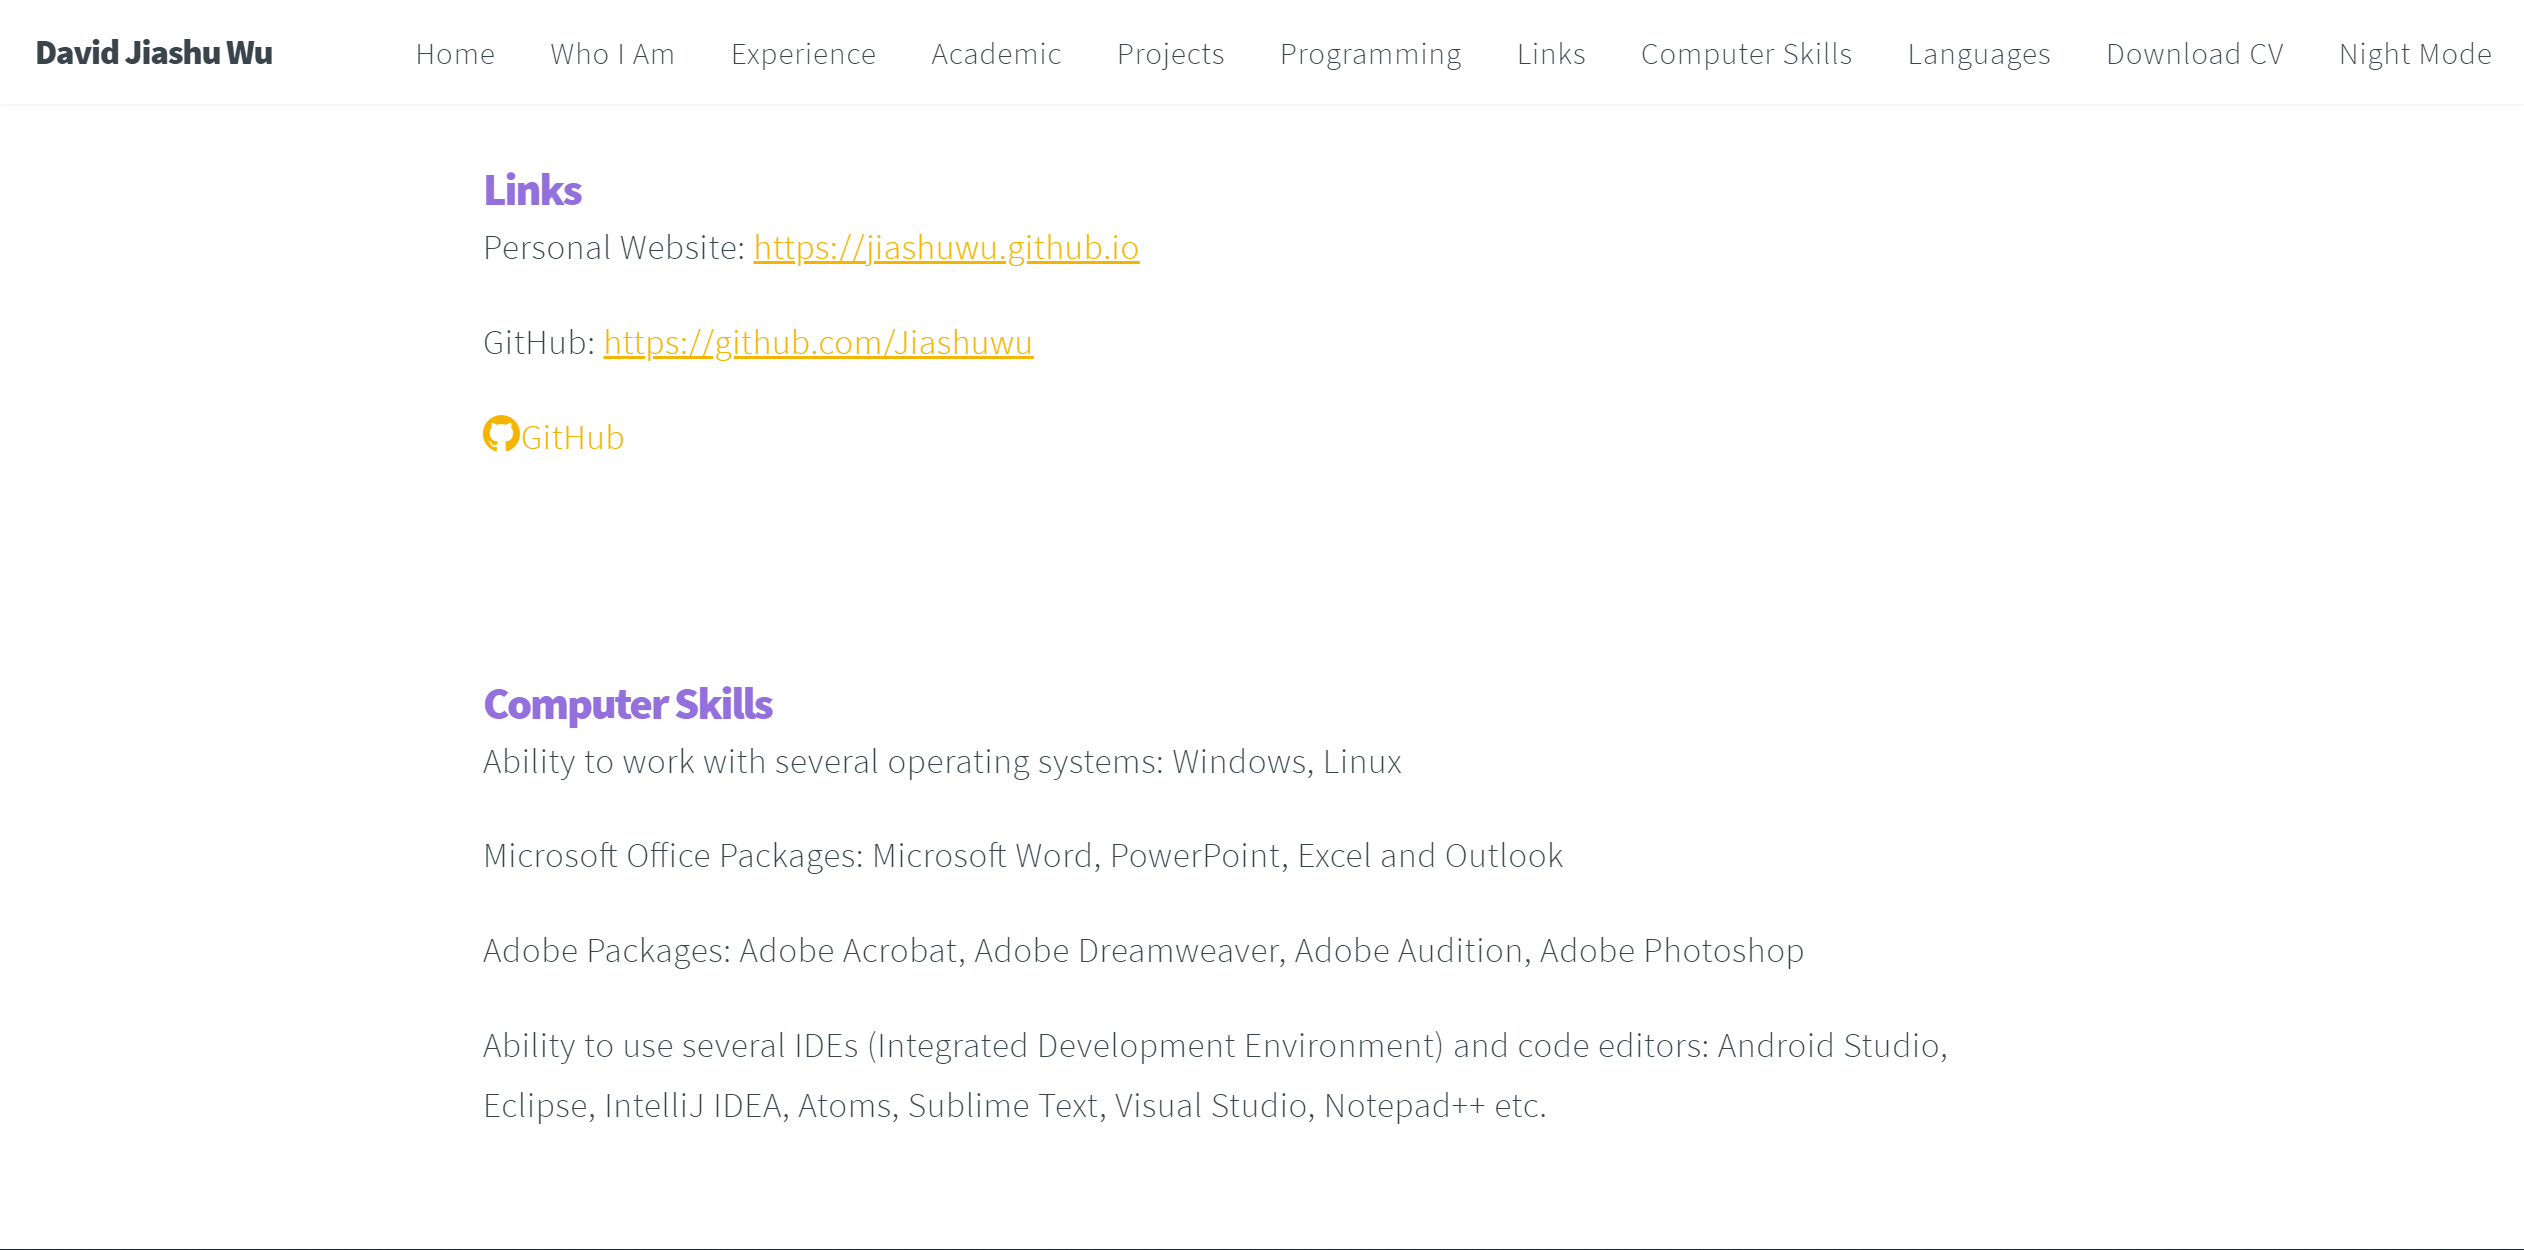 David Jiashu Wu
Home Who I Am Experience Academic Projects Programming Links Computer Skills Languages Download CV Night Mode
Links
Personal Website: https://jiashuwu.github.io
GitHub: https://github.com/Jiashuwu
GitHub
Computer Skills
Ability to work with several operating systems: Windows, Linux
Microsoft Office Packages: Microsoft Word, PowerPoint, Excel and Outlook
Adobe Packages: Adobe Acrobat, Adobe Dreamweaver, Adobe Audition, Adobe Photoshop
Ability to use several IDEs (Integrated Development Environment) and code editors: Android Studio,
Eclipse, IntelliJ IDEA, Atoms, Sublime Text, Visual Studio, Notepad++ etc.